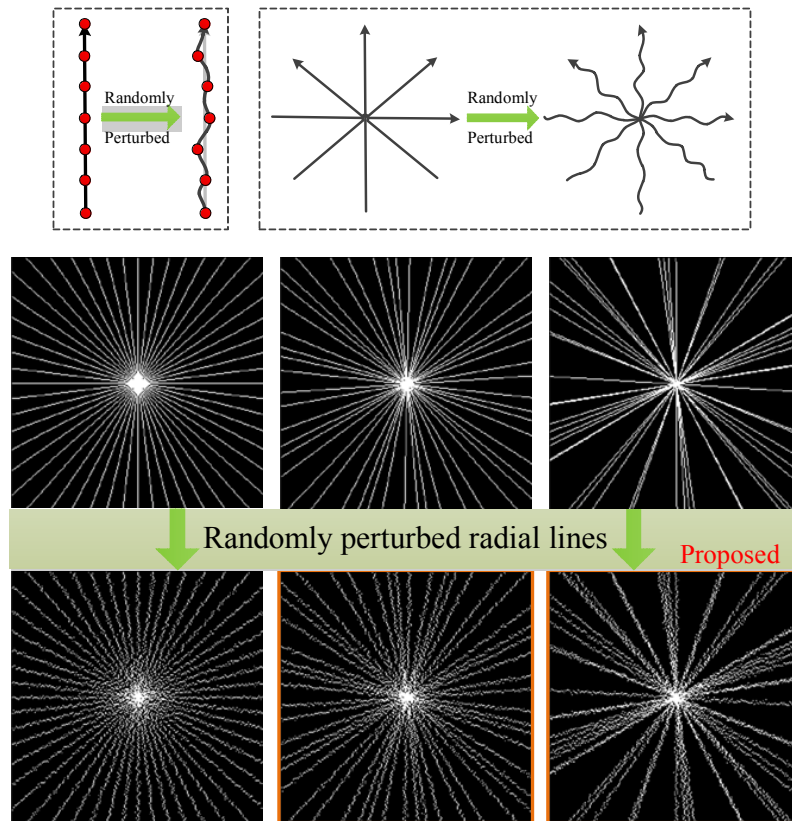 Randomly
Perturbed
Randomly
Perturbed
Randomly perturbed radial lines
Proposed